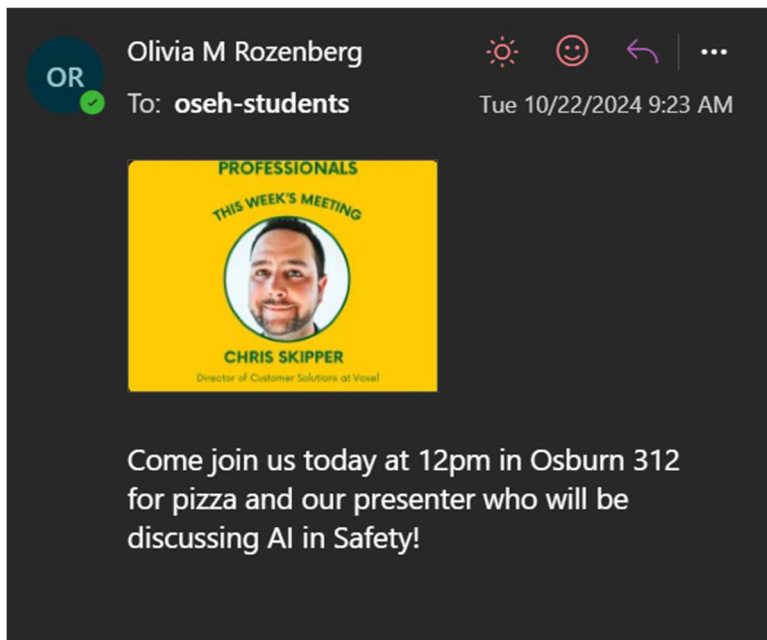 Olivia M Rozenberg
OR
To: oseh-students
Tue 10/22/2024 9:23 AM
PROFESSIONALS
THIS WEEK'S MEETING
CHRIS SKIPPER
Director of Customer Solutions at Voxel
Come join us today at 12pm in Osburn 312
for pizza and our presenter who will be
discussing AI in Safety!